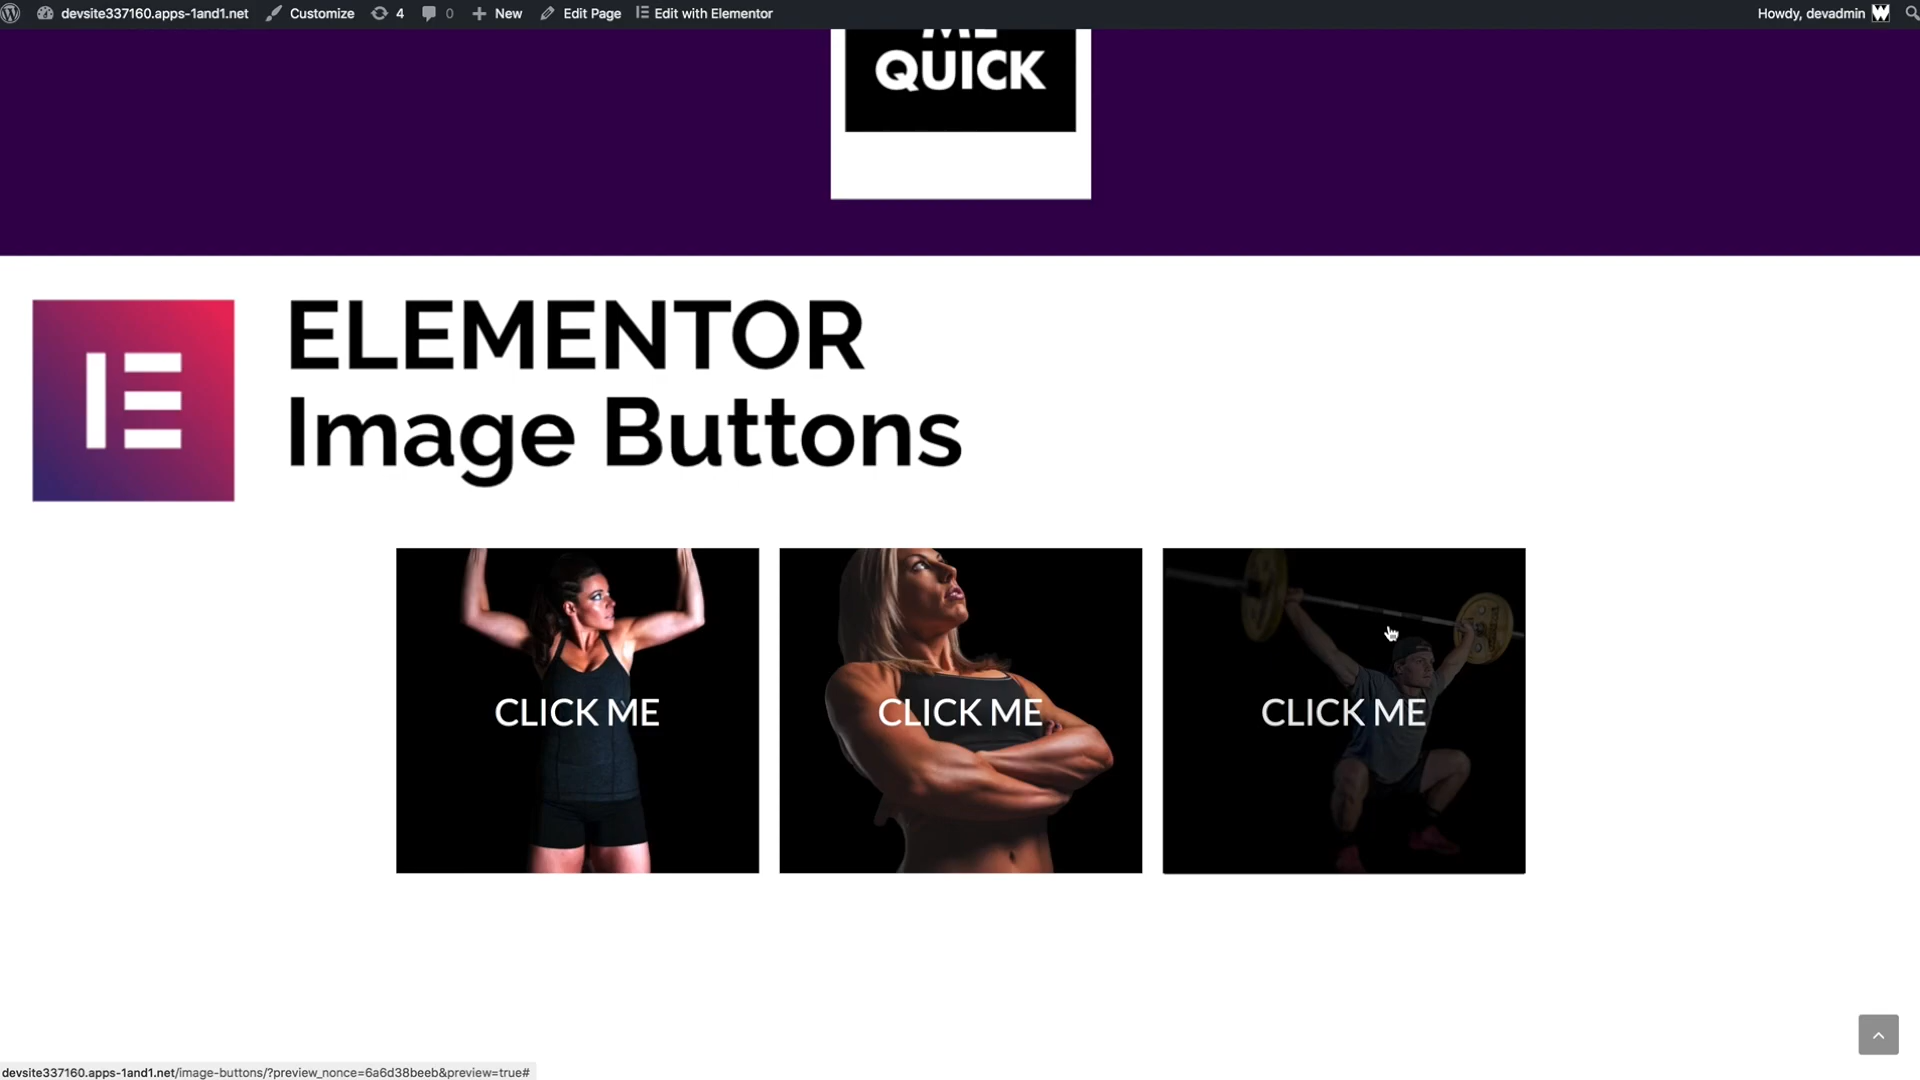 devsite337160.apps-1and1.net Customize 4 0 New Edit Page Edit with Elementor Howdy, devadmin
QUICK
ELEMENTOR
Image Buttons
CLICK ME CLICK ME CLICK ME
devsite337160.apps-1and1.net/image-buttons/?preview_nonce=6a6d38beeb&preview=true#